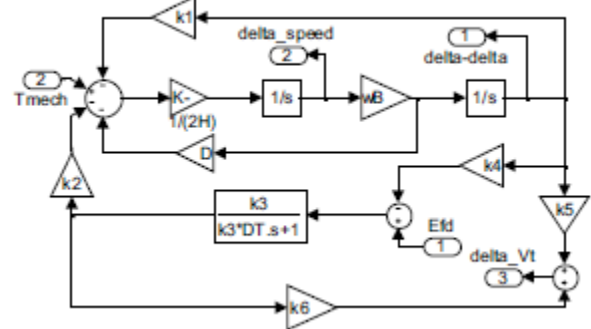 k1
delta_speed
2
1
delta-delta
2
Tmech
K-
1/(2H)
1/s
wB
1/s
D
k2
k4
k3
k3*DT.s+1
k5
Efd
1
delta_Vt
3
k6